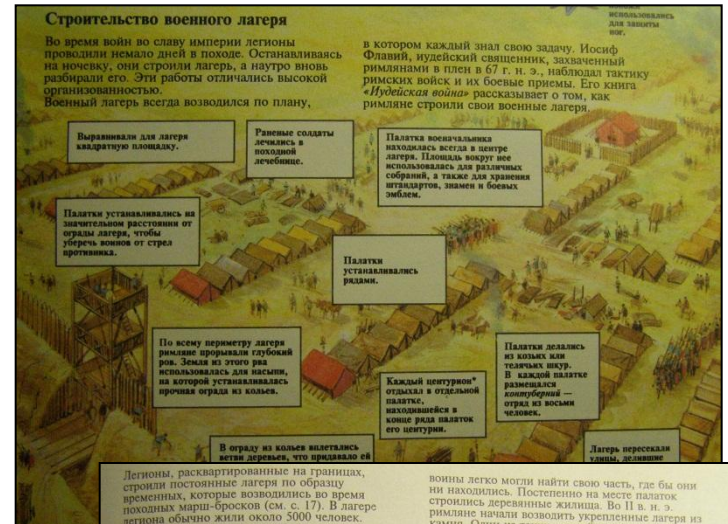 Строительство военного лагеря
использовались
для защиты
ног.
Во время войн во славу империи легионы
проводили немало дней в походе. Останавливаясь
на ночевку, они строили лагерь, а наутро вновь
разбирали его. Эти работы отличались высокой
организованностью.
Военный лагерь всегда возводился по плану,
в котором каждый знал свою задачу. Иосиф
Флавий, иудейский священник, захваченный
римлянами в плен в 67 г. н. э., наблюдал тактику
римских войск и их боевые приемы. Его книга
«Иудейская война» рассказывает о том, как
римляне строили свои военные лагеря.
Выравнивали для лагеря
квадратную площадку.
Раненые солдаты
лечились в
походной
лечебнице.
Палатка военачальника
находилась всегда в центре
лагеря. Площадь вокруг нее
использовалась для различных
собраний, а также для хранения
штандартов, знамен и боевых
эмблем.
Палатки устанавливались на
значительном расстоянии от
ограды лагеря, чтобы
уберечь воинов от стрел
противника.
Палатки
устанавливались
рядами.
По всему периметру лагеря
римляне прорывали глубокий
ров. Земля из этого рва
использовалась для насыпи,
на которой устанавливалась
прочная ограда из кольев.
Каждый центурион*
отдыхал в отдельной
палатке,
находившейся в
конце ряда палаток
его центурии.
Палатки делались
из козьих или
телячьих шкур.
В каждой палатке
размещался
контуберний —
отряд из восьми
человек.
В ограду из кольев вплетались
ветви деревьев, что придавало ей
Лагерь пересекали
улицы, делившие
Легионы, расквартированные на границах,
строили постоянные лагеря по образцу
временных, которые возводились во время
походных марш-бросков (см. с. 17). В лагере
легиона обычно жили около 5000 человек.
воины легко могли найти свою часть, где бы они
ни находились. Постепенно на месте палаток
строились деревянные жилища. Во II в. н. э.
римляне начали возводить укрепленные лагеря из